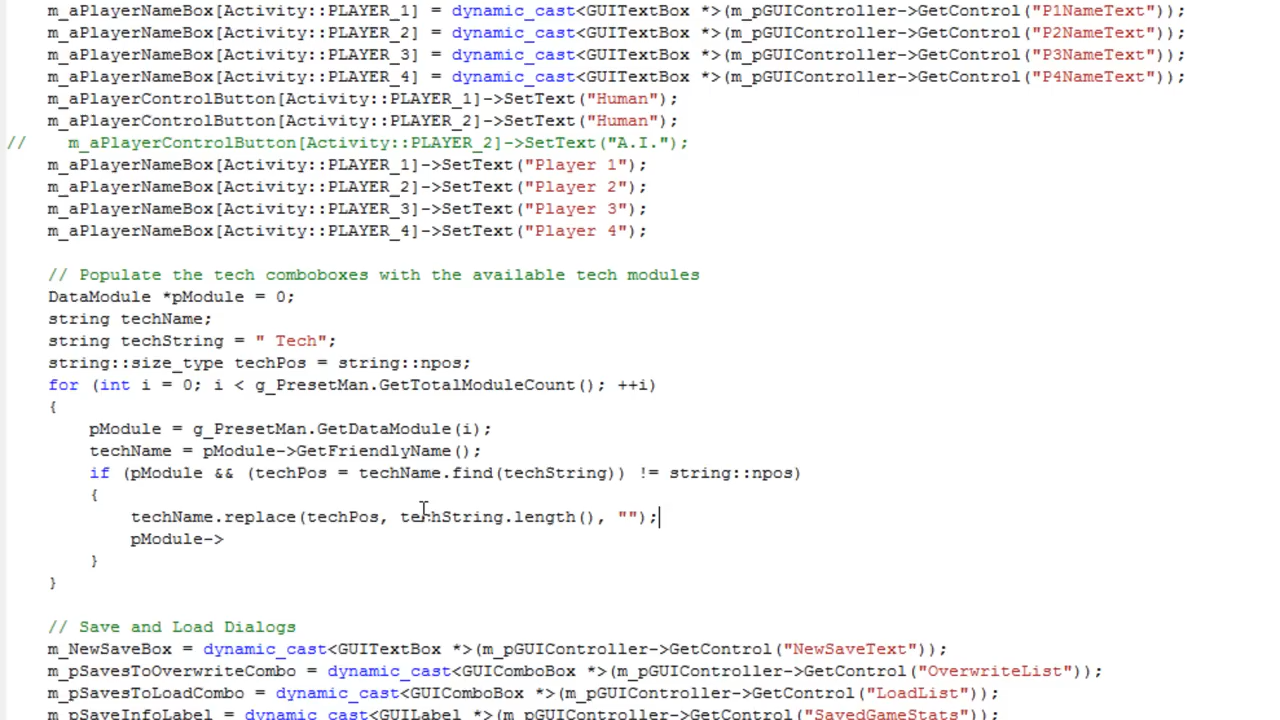 m_aPlayerNameBox[Activity::PLAYER_1] = dynamic_cast<GUITextBox *>(m_pGUIController->GetControl("P1NameText"));
m_aPlayerNameBox[Activity::PLAYER_2] = dynamic_cast<GUITextBox *>(m_pGUIController->GetControl("P2NameText"));
m_aPlayerNameBox[Activity::PLAYER_3] = dynamic_cast<GUITextBox *>(m_pGUIController->GetControl("P3NameText"));
m_aPlayerNameBox[Activity::PLAYER_4] = dynamic_cast<GUITextBox *>(m_pGUIController->GetControl("P4NameText"));
m_aPlayerControlButton[Activity::PLAYER_1]->SetText("Human");
m_aPlayerControlButton[Activity::PLAYER_2]->SetText("Human");
//    m_aPlayerControlButton[Activity::PLAYER_2]->SetText("A.I.");
m_aPlayerNameBox[Activity::PLAYER_1]->SetText("Player 1");
m_aPlayerNameBox[Activity::PLAYER_2]->SetText("Player 2");
m_aPlayerNameBox[Activity::PLAYER_3]->SetText("Player 3");
m_aPlayerNameBox[Activity::PLAYER_4]->SetText("Player 4");
// Populate the tech comboboxes with the available tech modules
DataModule *pModule = 0;
string techName;
string techString = " Tech";
string::size_type techPos = string::npos;
for (int i = 0; i < g_PresetMan.GetTotalModuleCount(); ++i)
{
pModule = g_PresetMan.GetDataModule(i);
techName = pModule->GetFriendlyName();
if (pModule && (techPos = techName.find(techString)) != string::npos)
{
techName.replace(techPos, techString.length(), "");
pModule->
}
}
// Save and Load Dialogs
m_NewSaveBox = dynamic_cast<GUITextBox *>(m_pGUIController->GetControl("NewSaveText"));
m_pSavesToOverwriteCombo = dynamic_cast<GUIComboBox *>(m_pGUIController->GetControl("OverwriteList"));
m_pSavesToLoadCombo = dynamic_cast<GUIComboBox *>(m_pGUIController->GetControl("LoadList"));
m_pSaveInfoLabel = dynamic_cast<GUILabel *>(m_pGUIController->GetControl("SavedGameStats"));